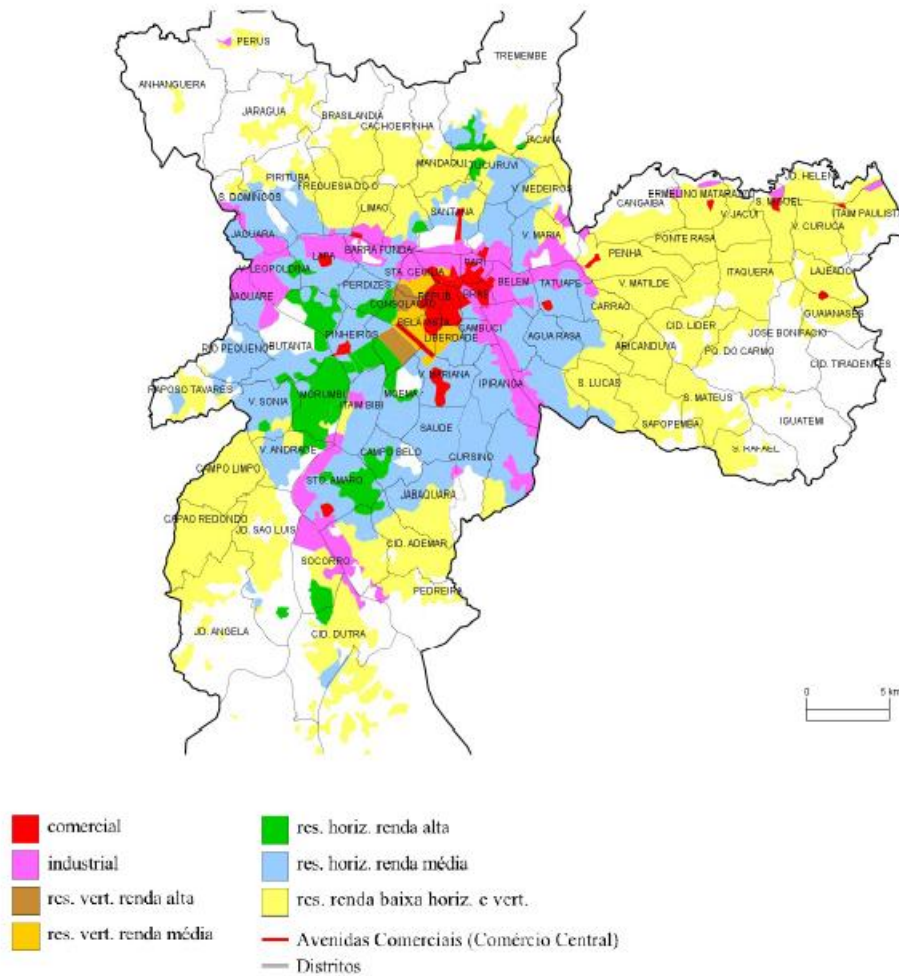 PERUS
TREMEMBE
ANHANGUERA
JARAGUA
BRASILANDIA
CACHOEIRINHA
JACANA
MANDAQUI
TUCURUVI
PIRITUBA
FREGUESIA DO O
S. DOMINGOS
V. MEDEIROS
LIMAO
SANTANA
JD. HELENA
ERMELINO MATARAZO
CANGAIBA
S. MIGUEL
V. JACUI
ITAIM PAULISTA
V. CURUCA
JAGUARA
V. MARIA
BARRA FUNDA
LAPA
PARI
PENHA
PONTE RASA
V. LEOPOLDINA
STA. CECILIA
PERDIZES
BELEM
TATUAPE
ITAQUERA
LAJEADO
JAGUARE
CONSOLACAO
REPUB.
BRAS
V. MATILDE
CARRAO
GUAIANASES
BELA VISTA
CAMBUCI
LIBERDADE
PINHEIROS
AGUA RASA
CID. LIDER
JOSE BONIFACIO
RIO PEQUENO
BUTANTA
ARICANDUVA
PQ. DO CARMO
CID. TIRADENTES
RAPOSO TAVARES
V. MARIANA
IPIRANGA
MORUMBI
MOEMA
ITAIM BIBI
V. SONIA
S. LUCAS
S. MATEUS
IGUATEMI
SAUDE
SAPOPEMBA
V. ANDRADE
CAMPO BELO
CURSINO
S. RAFAEL
CAMPO LIMPO
STO. AMARO
JABAQUARA
CAPAO REDONDO
JD. SAO LUIS
CID. ADEMAR
SOCORRO
PEDREIRA
JD. ANGELA
CID. DUTRA
0 5 km
comercial
industrial
res. vert. renda alta
res. vert. renda média
res. horiz. renda alta
res. horiz. renda média
res. renda baixa horiz. e vert.
Avenidas Comerciais (Comércio Central)
Distritos